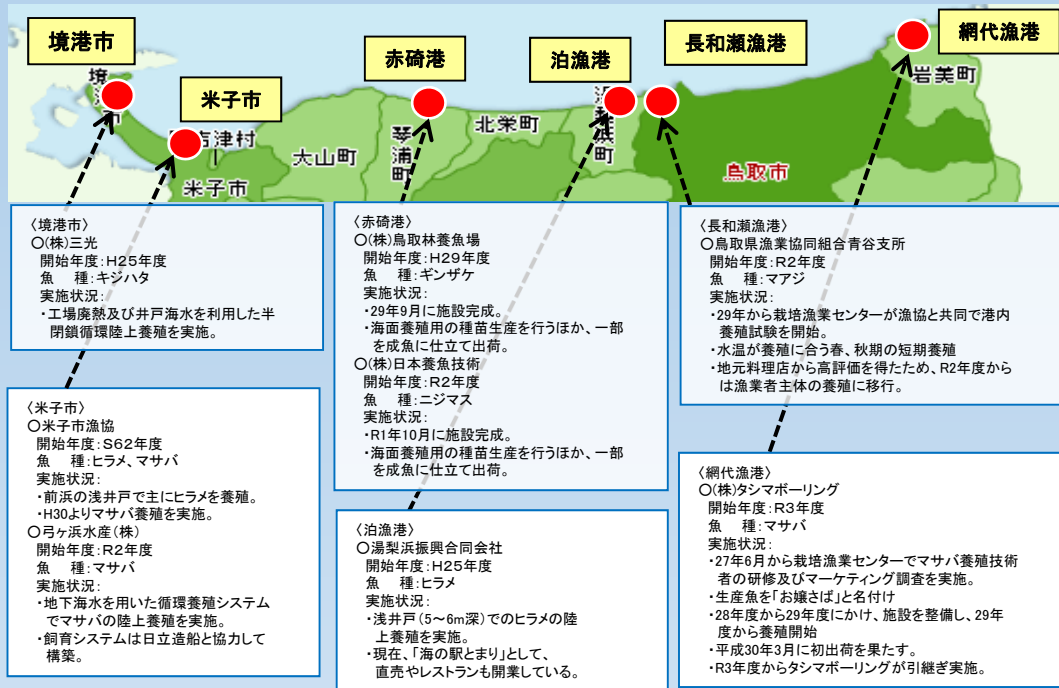 境港市
米子市
赤碕港
泊漁港
長和瀬漁港
網代漁港
境
市
吉津村
米子市
大山町
琴浦町
北栄町
浜町
鳥取市
岩美町
〈境港市〉
○(株)三光
開始年度:H25年度
魚　種:キジハタ
実施状況:
・工場廃熱及び井戸海水を利用した半
閉鎖循環陸上養殖を実施。
〈米子市〉
○米子市漁協
開始年度:S62年度
魚　種:ヒラメ、マサバ
実施状況:
・前浜の浅井戸で主にヒラメを養殖。
・H30よりマサバ養殖を実施。
○弓ヶ浜水産(株)
開始年度:R2年度
魚　種:マサバ
実施状況:
・地下海水を用いた循環養殖システム
でマサバの陸上養殖を実施。
・飼育システムは日立造船と協力して
構築。
〈赤碕港〉
○(株)鳥取林養魚場
開始年度:H29年度
魚　種:ギンザケ
実施状況:
・29年9月に施設完成。
・海面養殖用の種苗生産を行うほか、一部
を成魚に仕立て出荷。
○(株)日本養魚技術
開始年度:R2年度
魚　種:ニジマス
実施状況:
・R1年10月に施設完成。
・海面養殖用の種苗生産を行うほか、一部
を成魚に仕立て出荷。
〈泊漁港〉
○湯梨浜振興合同会社
開始年度:H25年度
魚　種:ヒラメ
実施状況:
・浅井戸(5～6m深)でのヒラメの陸
上養殖を実施。
・現在、「海の駅とまり」として、
直売やレストランも開業している。
〈長和瀬漁港〉
○鳥取県漁業協同組合青谷支所
開始年度:R2年度
魚　種:マアジ
実施状況:
・29年から栽培漁業センターが漁協と共同で港内
養殖試験を開始。
・水温が養殖に合う春、秋期の短期養殖
・地元料理店から高評価を得たため、R2年度から
は漁業者主体の養殖に移行。
〈網代漁港〉
○(株)タシマボーリング
開始年度:R3年度
魚　種:マサバ
実施状況:
・27年6月から栽培漁業センターでマサバ養殖技術
者の研修及びマーケティング調査を実施。
・生産魚を「お嬢さば」と名付け
・28年度から29年度にかけ、施設を整備し、29年
度から養殖開始
・平成30年3月に初出荷を果たす。
・R3年度からタシマボーリングが引継ぎ実施。